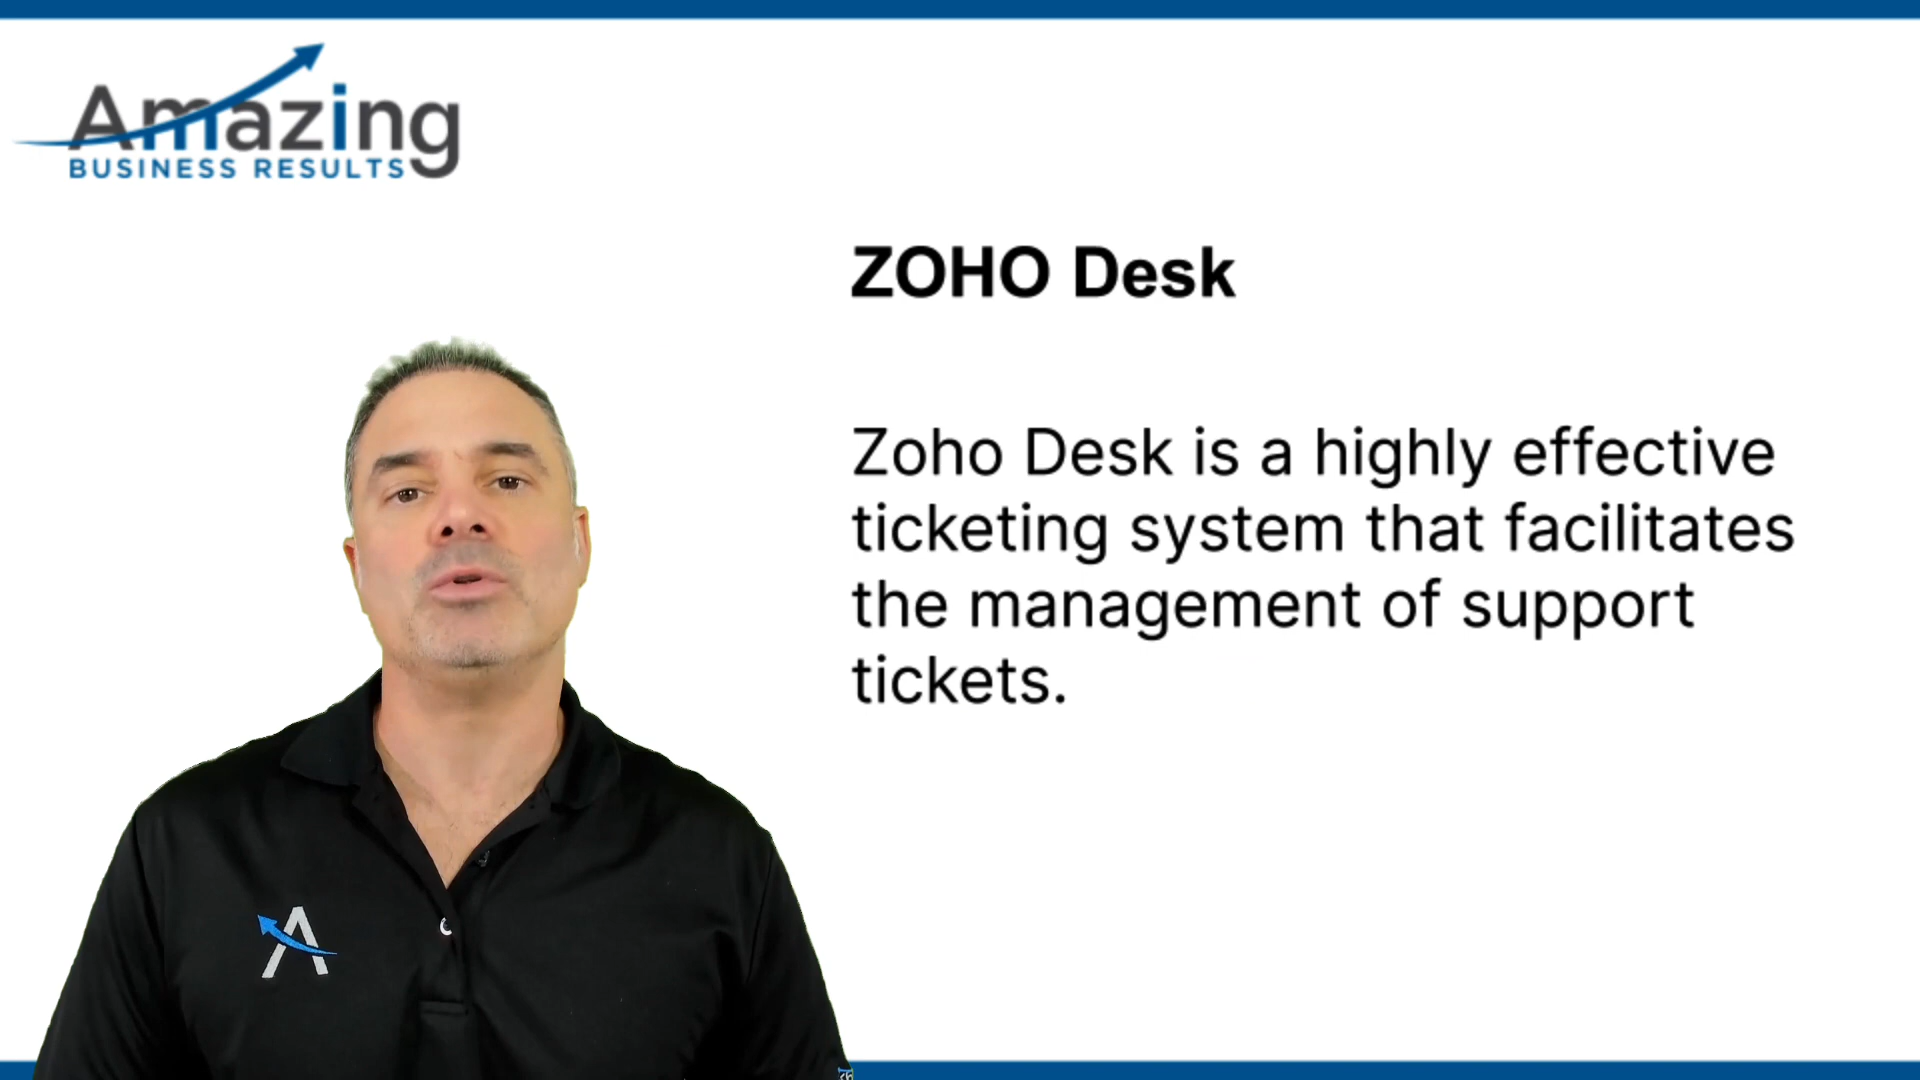 Amazing
BUSINESS RESULTS
ZOHO Desk
Zoho Desk is a highly effective
ticketing system that facilitates
the management of support
tickets.
A